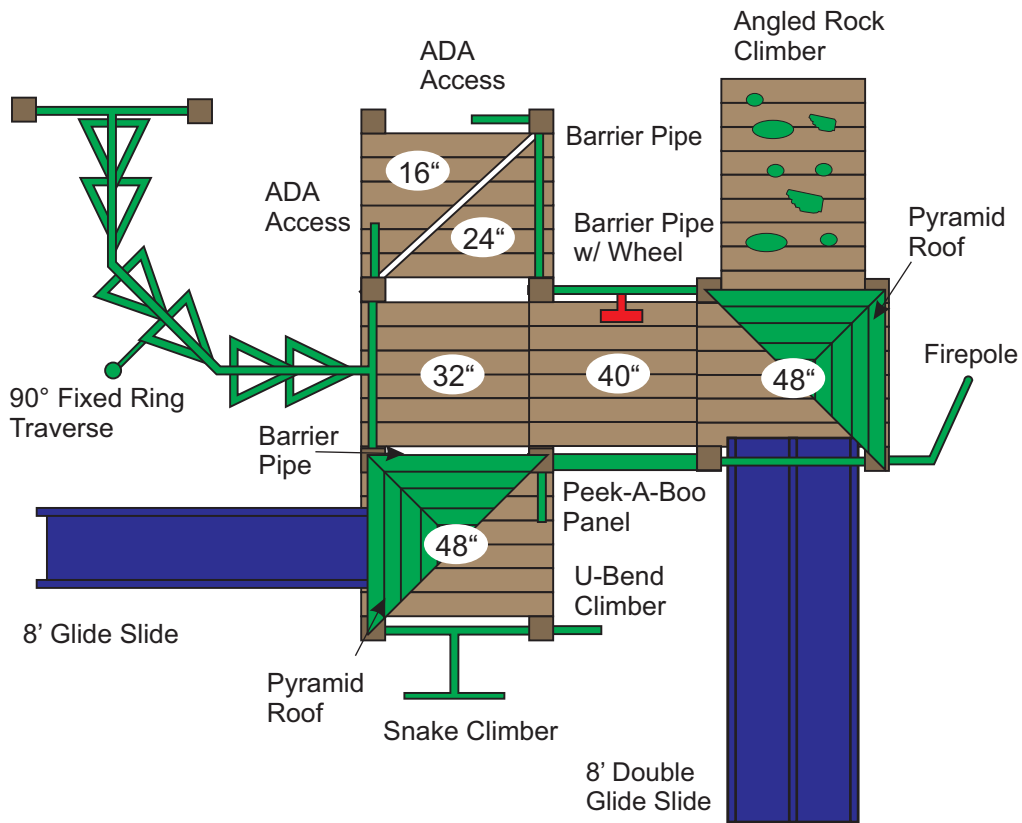 Angled Rock
Climber
ADA
Access
Barrier Pipe
16“
ADA
Access
24“
Barrier Pipe
w/ Wheel
Pyramid
Roof
32“
40“
48“
Firepole
90° Fixed Ring
Traverse
Barrier
Pipe
Peek-A-Boo
Panel
48“
U-Bend
Climber
8’ Glide Slide
Pyramid
Roof
Snake Climber
8’ Double
Glide Slide